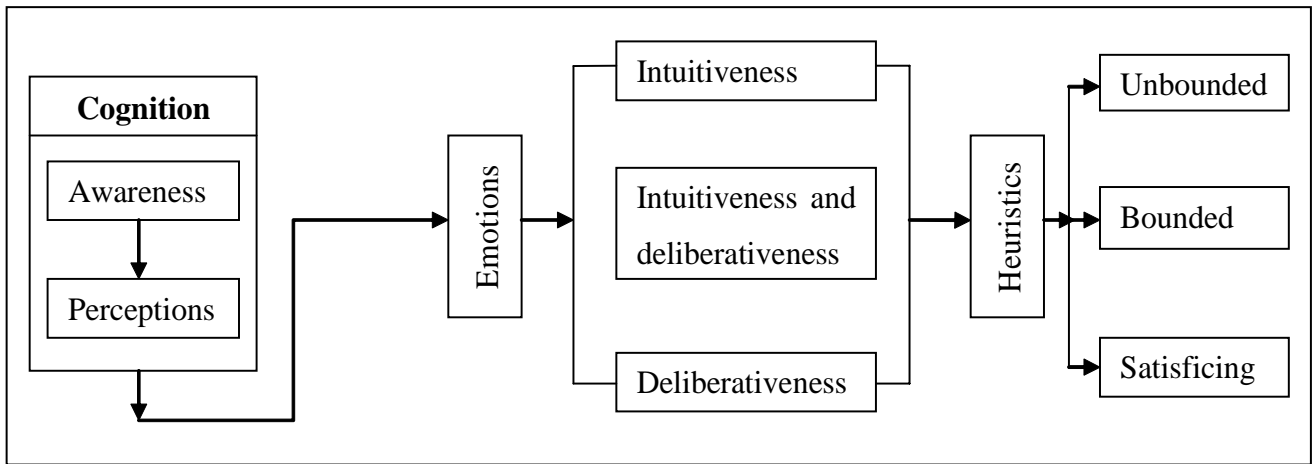 Cognition
Awareness
Perceptions
Emotions
Intuitiveness
Intuitiveness and
deliberativeness
Deliberativeness
Heuristics
Unbounded
Bounded
Satisficing